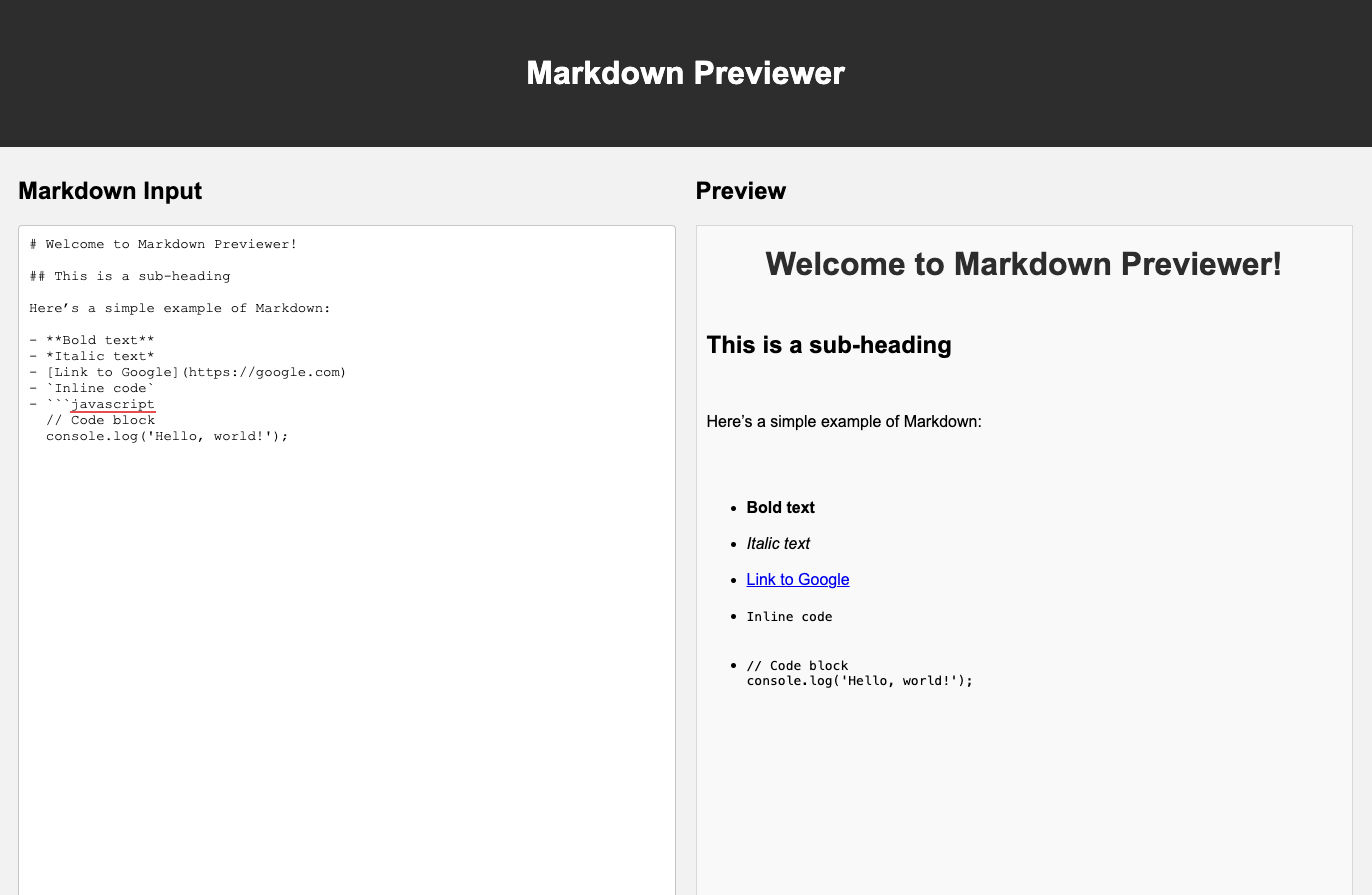 Markdown Previewer
Markdown Input
# Welcome to Markdown Previewer!
## This is a sub-heading
Here’s a simple example of Markdown:
- **Bold text**
- *Italic text*
- [Link to Google](https://google.com)
- `Inline code`
- ```javascript
  // Code block
  console.log('Hello, world!');
Preview
Welcome to Markdown Previewer!
This is a sub-heading
Here’s a simple example of Markdown:
• Bold text
• Italic text
• Link to Google
• Inline code
• // Code block
console.log('Hello, world!');